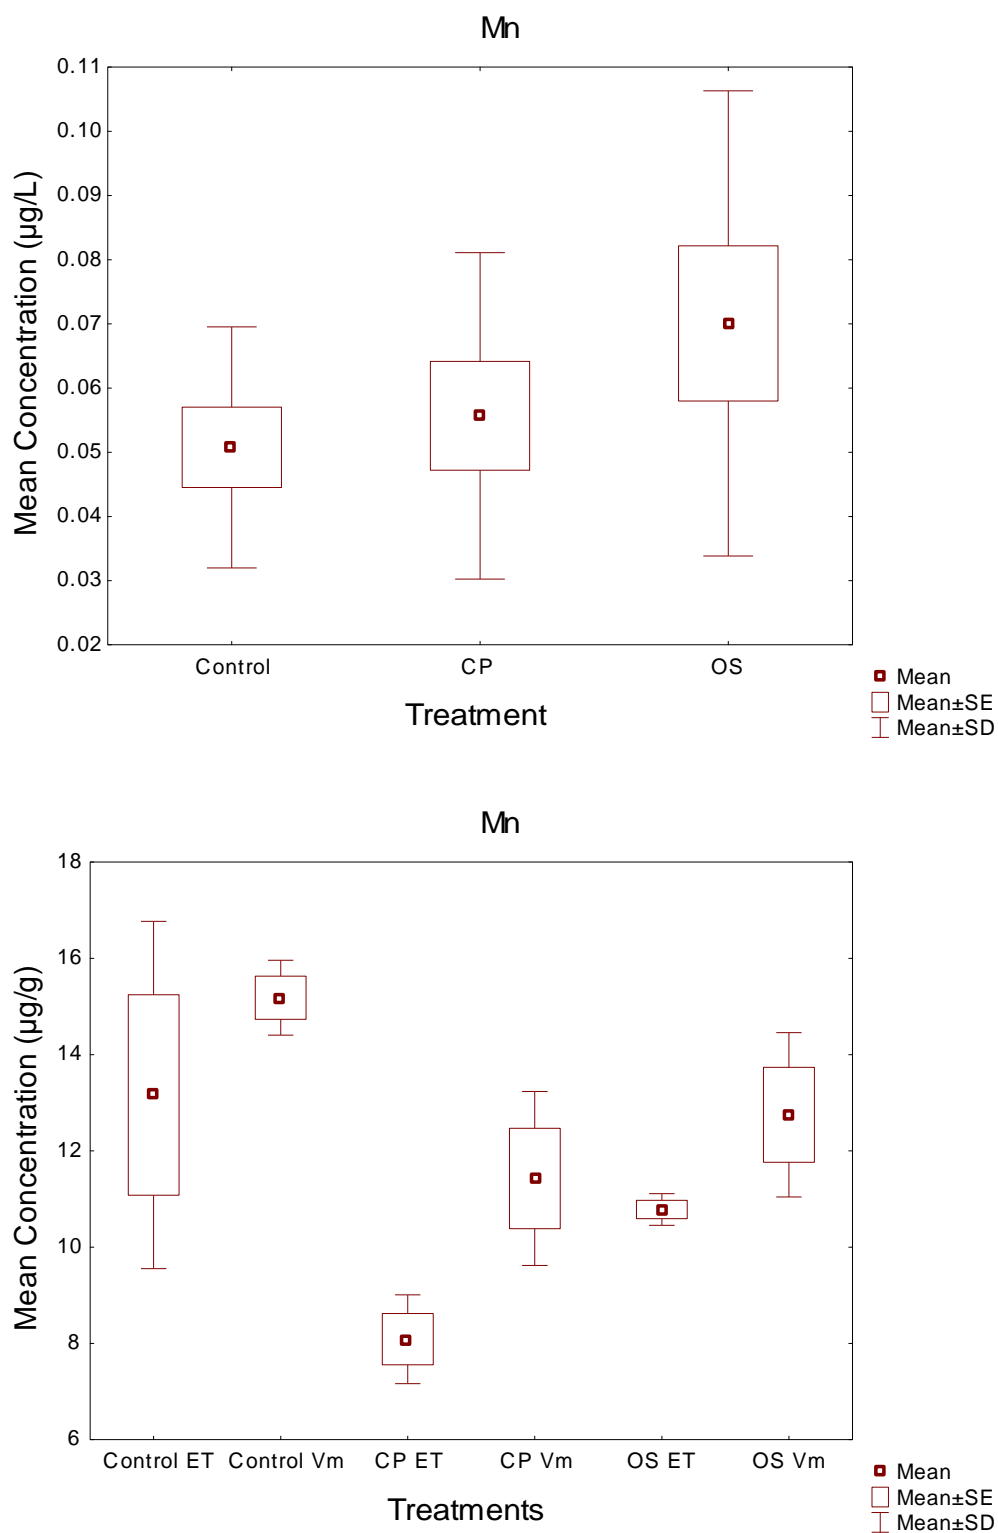 Mn
0.11
0.10
0.09
0.08
0.07
0.06
0.05
0.04
0.03
0.02
Mean Concentration (µg/L)
Control CP OS
Treatment
Mean
Mean±SE
Mean±SD
Mn
18
16
14
12
10
8
6
Mean Concentration (µg/g)
Control ET Control Vm CP ET CP Vm OS ET OS Vm
Treatments
Mean
Mean±SE
Mean±SD